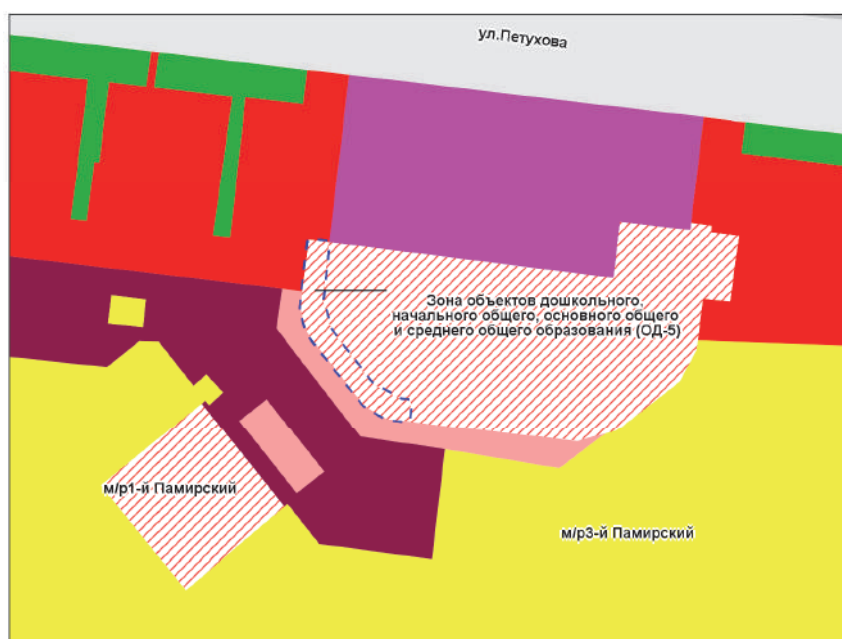 ул.Петухова
Зона объектов дошкольного,
начального общего, основного общего
и среднего общего образования (ОД-5)
м/р1-й Памирский
м/р3-й Памирский